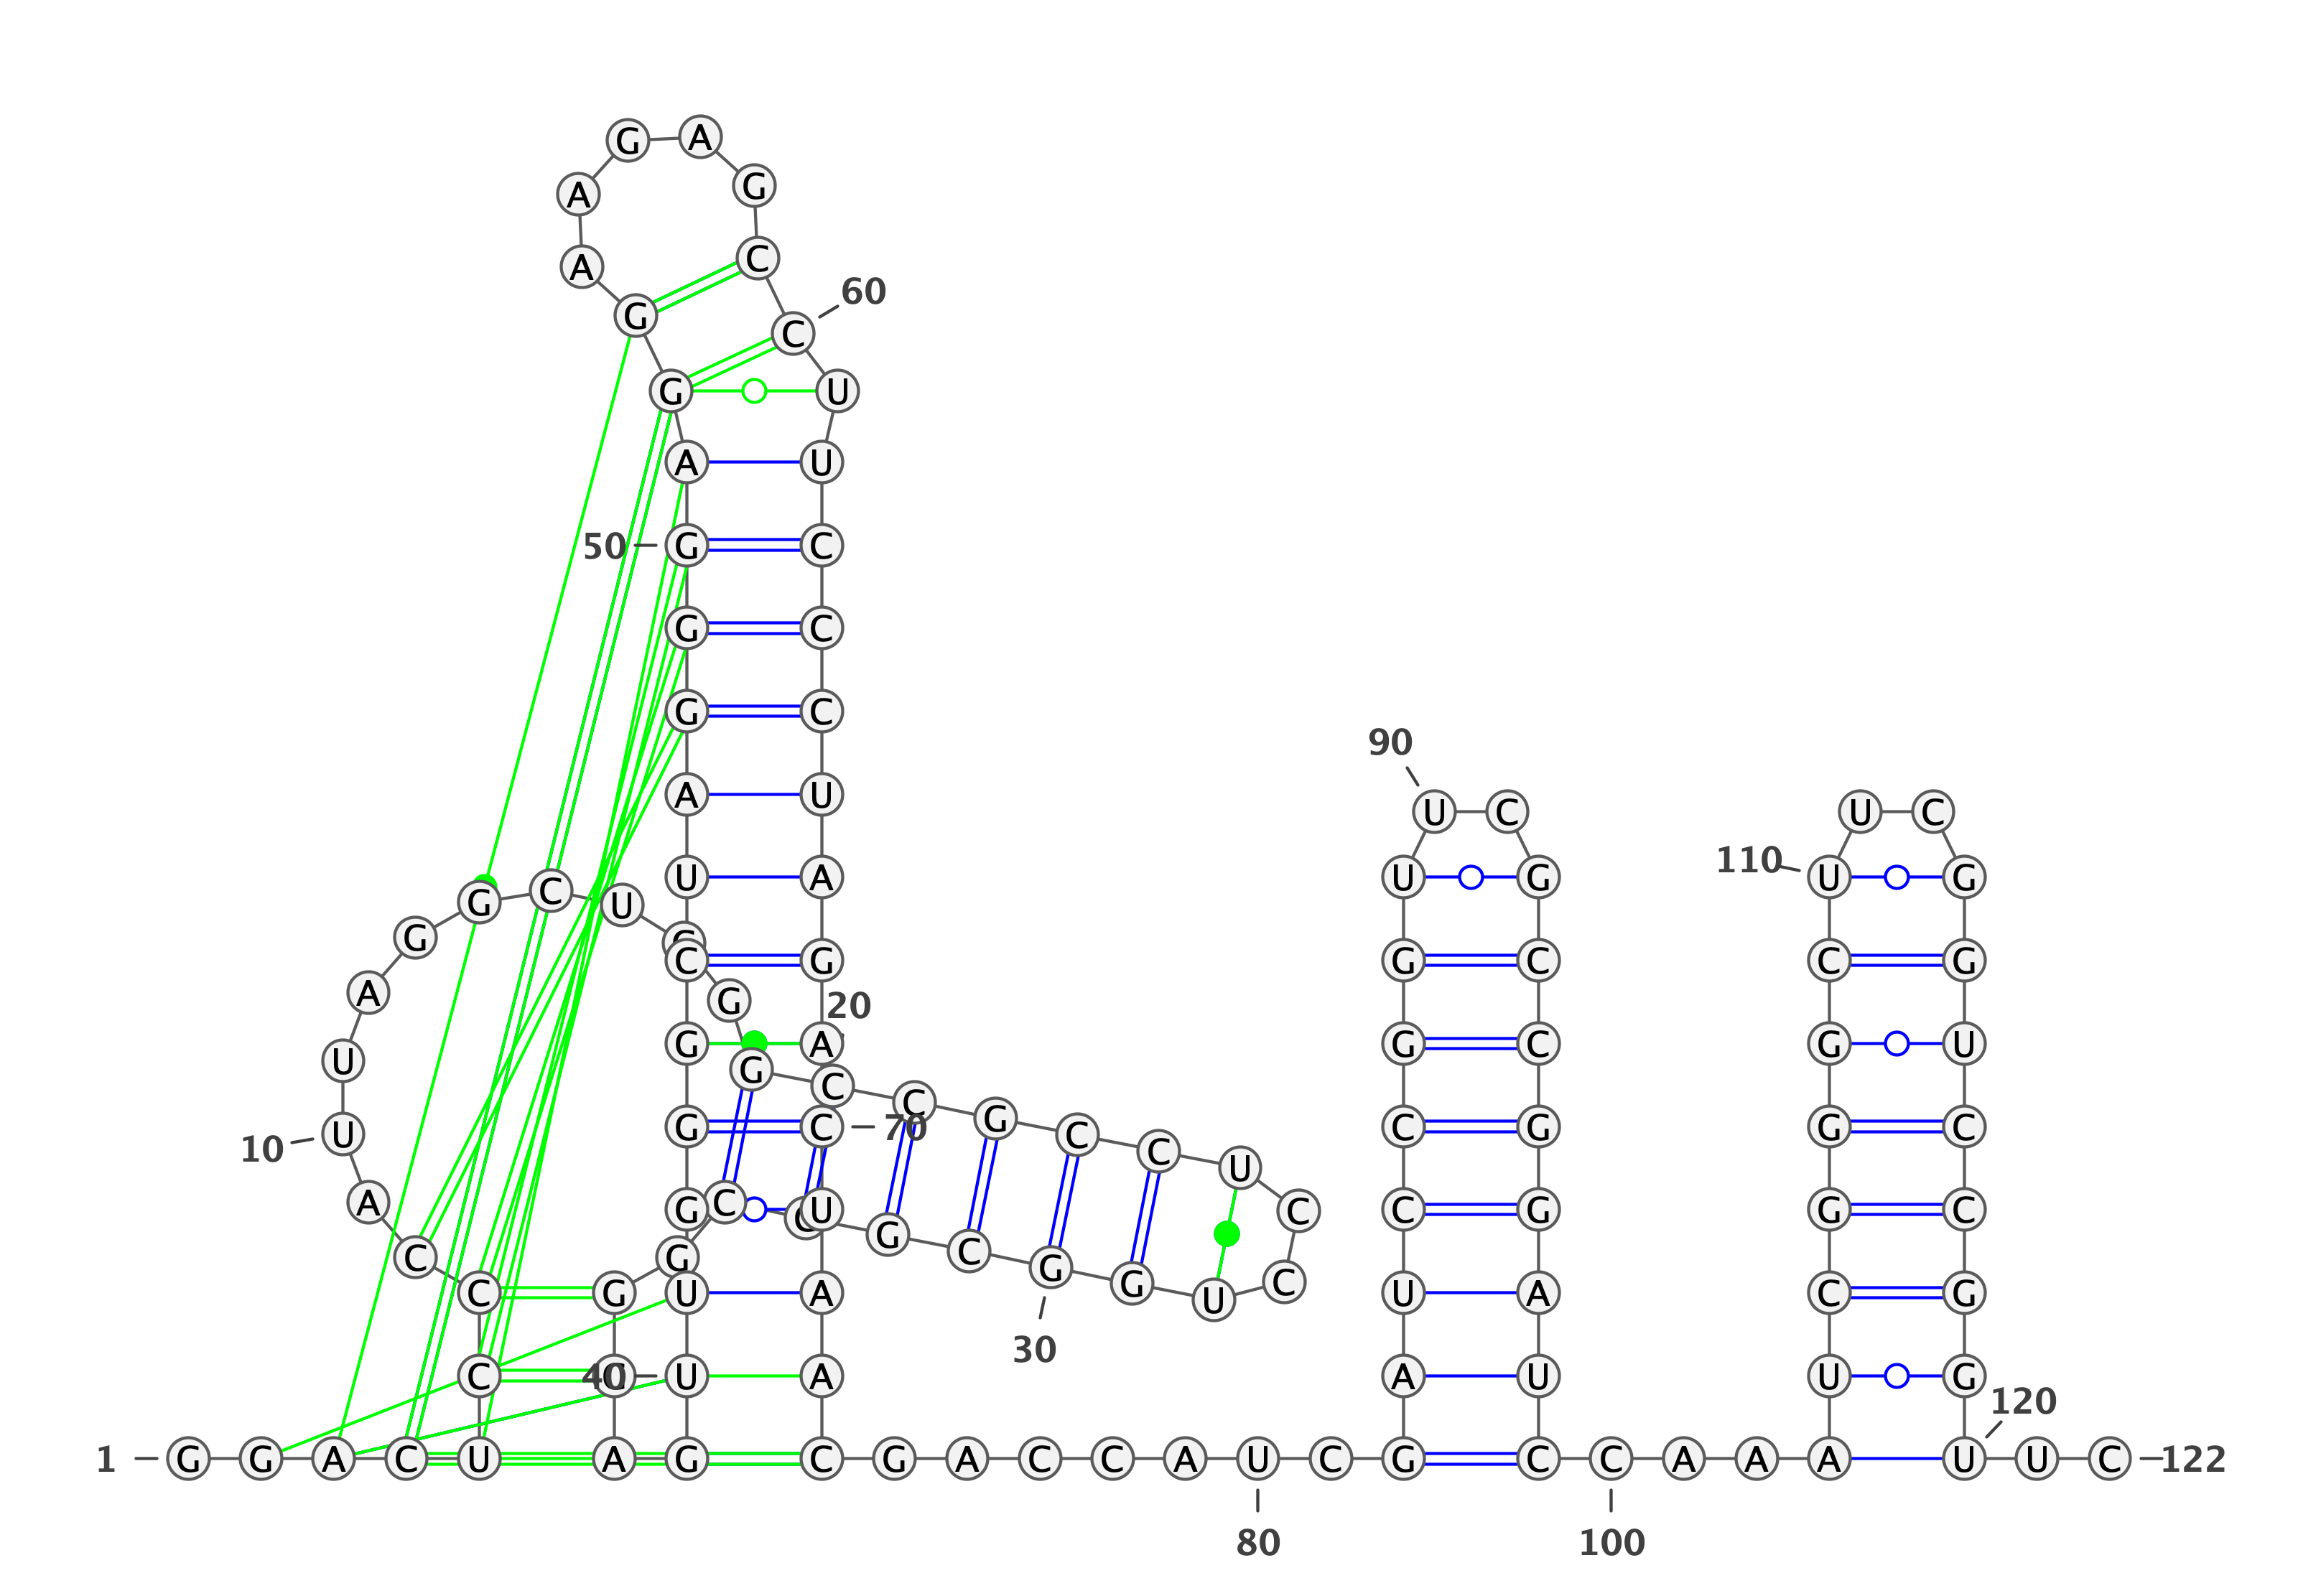 G A
A G
A C
60
G C
G U
A U
50 G C
G C
G C
90
A U
U C U C
110
G C U U A U G U G
G
C G G C C G
A G
20
G A G C G U
U G C C G
G C 70 C G G C
10 U C C U
A G C U C C G G C
G C C
C G G G U
C G U A U A C G
30
40
C U A U A U U G
120
1 G G A C U A G C G A C C A U C G C C A A A U U C 122
80 100